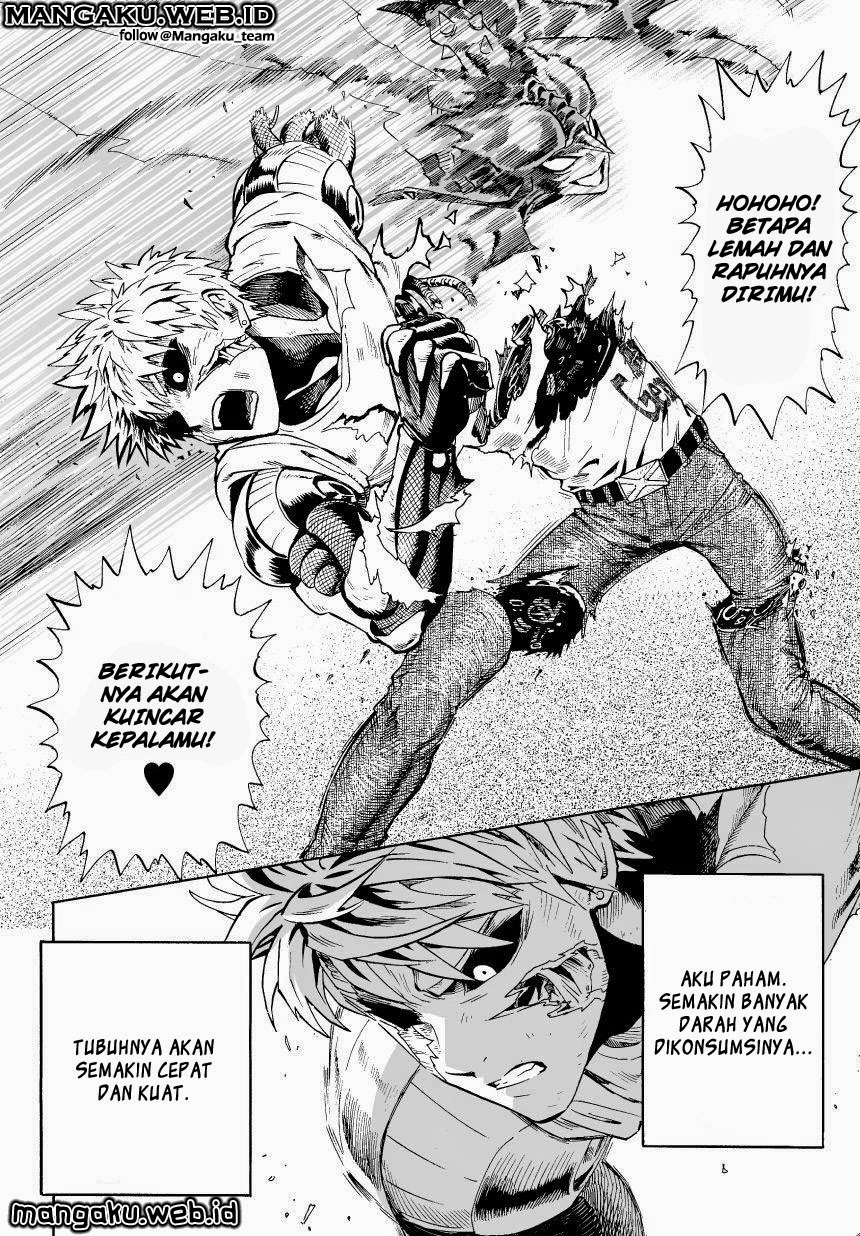 MANGAKU.WEB.ID
follow@Mangaku_team
HOHOHO!
BETAPA
LEMAH DAN
RAPUHNYA
DIRIMU!
BERIKUT-
NYA AKAN
KUINCAR
KEPALAMU!
♥
AKU PAHAM.
SEMAKIN BANYAK
DARAH YANG
DIKONSUMSINYA...
TUBUHNYA AKAN
SEMAKIN CEPAT
DAN KUAT.
mangaku.web.id